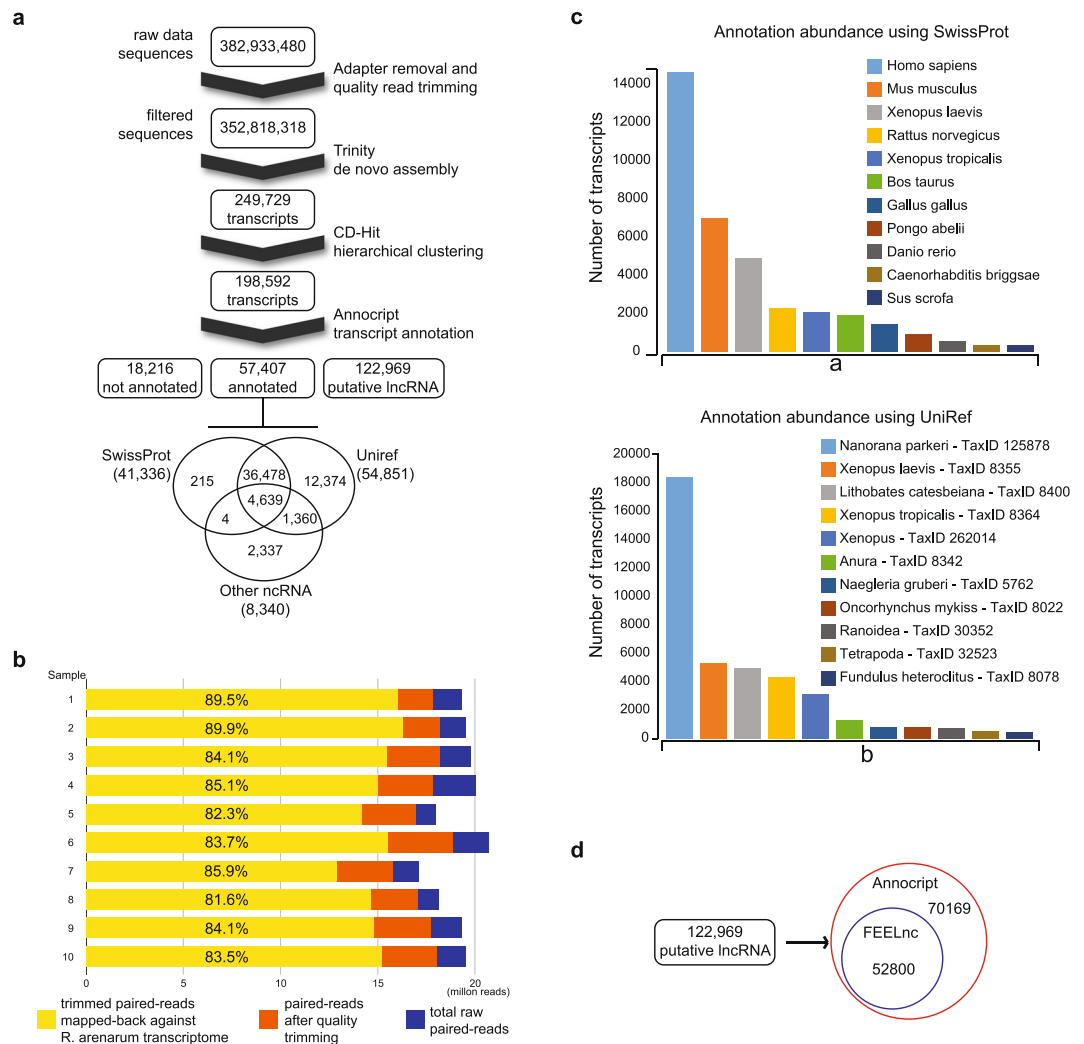 a
raw data
sequences
382,933,480
Adapter removal and
quality read trimming
filtered
sequences
352,818,318
Trinity
de novo assembly
249,729
transcripts
CD-Hit
hierarchical clustering
198,592
transcripts
Annocript
transcript annotation
18,216
not annotated
57,407
annotated
122,969
putative lncRNA
SwissProt
(41,336)
Uniref
(54,851)
215
36,478
12,374
4,639
4
1,360
2,337
Other ncRNA
(8,340)
b
Sample
1
89.5%
2
89.9%
3
84.1%
4
85.1%
5
82.3%
6
83.7%
7
85.9%
8
81.6%
9
84.1%
10
83.5%
0
5
10
15
20
(millon reads)
trimmed paired-reads
mapped-back against
R. arenarum transcriptome
paired-reads
after quality
trimming
total raw
paired-reads
c
Annotation abundance using SwissProt
Number of transcripts
14000
12000
10000
8000
6000
4000
2000
0
Homo sapiens
Mus musculus
Xenopus laevis
Rattus norvegicus
Xenopus tropicalis
Bos taurus
Gallus gallus
Pongo abelii
Danio rerio
Caenorhabditis briggsae
Sus scrofa
a
Annotation abundance using UniRef
Number of transcripts
20000
18000
16000
14000
12000
10000
8000
6000
4000
2000
0
Nanorana parkeri - TaxID 125878
Xenopus laevis - TaxID 8355
Lithobates catesbeiana - TaxID 8400
Xenopus tropicalis - TaxID 8364
Xenopus - TaxID 262014
Anura - TaxID 8342
Naegleria gruberi - TaxID 5762
Oncorhynchus mykiss - TaxID 8022
Ranoidea - TaxID 30352
Tetrapoda - TaxID 32523
Fundulus heteroclitus - TaxID 8078
b
d
122,969
putative lncRNA
Annocript
70169
FEELnc
52800